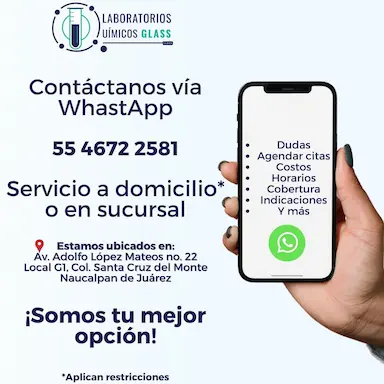 LABORATORIOS
UÍMICOS GLASS
Contáctanos vía
WhastApp
55 4672 2581
Servicio a domicilio*
o en sucursal
Estamos ubicados en:
Av. Adolfo López Mateos no. 22
Local G1, Col. Santa Cruz del Monte
Naucalpan de Juárez
¡Somos tu mejor
opción!
*Aplican restricciones
Dudas
Agendar citas
Costos
Horarios
Cobertura
Indicaciones
Y más